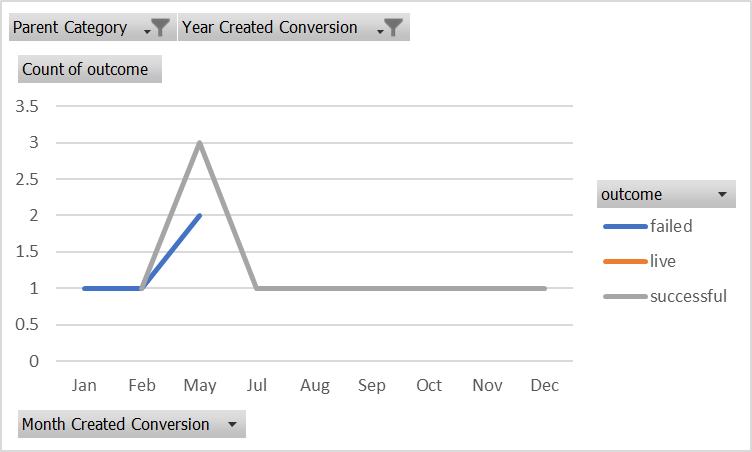 Parent Category Year Created Conversion
Count of outcome
3.5
3
2.5
2
1.5
1
0.5
0
Jan Feb May Jul Aug Sep Oct Nov Dec
outcome
failed
live
successful
Month Created Conversion